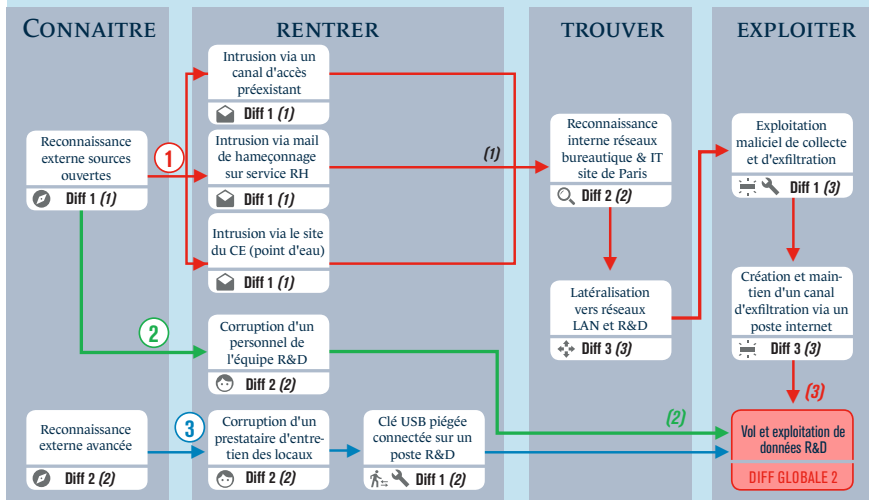 CONNAITRE
RENTRER
TROUVER
EXPLOITER
Reconnaissance
externe sources
ouvertes
Diff 1 (1)
1
Intrusion via un
canal d'accès
préexistant
Diff 1 (1)
Intrusion via mail
de hameçonnage
sur service RH
Diff 1 (1)
Intrusion via le site
du CE (point d'eau)
Diff 1 (1)
(1)
Reconnaissance
interne réseaux
bureautique & IT
site de Paris
Diff 2 (2)
Latéralisation
vers réseaux
LAN et R&D
Diff 3 (3)
Exploitation
maliciel de collecte
et d'exfiltration
Diff 1 (3)
Création et main-
tien d'un canal
d'exfiltration via un
poste internet
Diff 3 (3)
(3)
2
Corruption d'un
personnel de
l'équipe R&D
Diff 2 (2)
(2)
Reconnaissance
externe avancée
Diff 2 (2)
3
Corruption d'un
prestataire d'entre-
tien des locaux
Diff 2 (2)
Clé USB piégée
connectée sur un
poste R&D
Diff 1 (2)
Vol et exploitation de
données R&D
DIFF GLOBALE 2